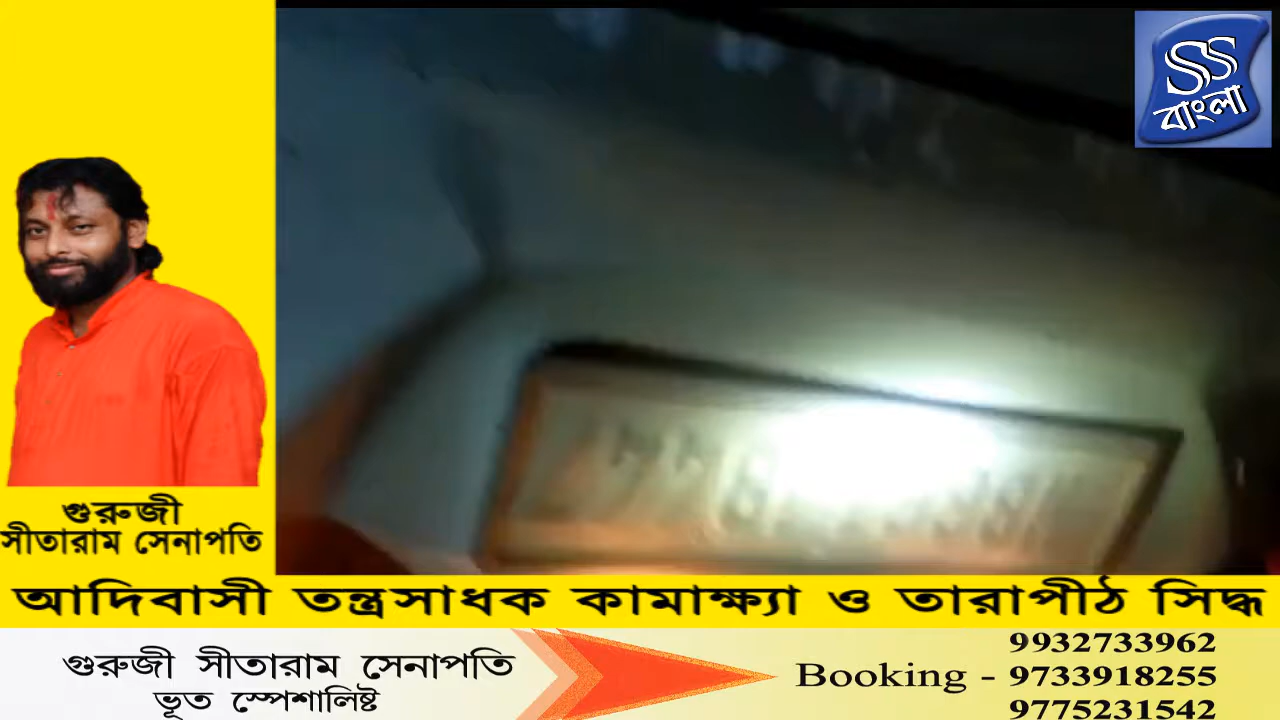 SS
বাংলা
গুরুজী
সীতারাম সেনাপতি
আদিবাসী তন্ত্রসাধক কামাক্ষ্যা ও তারাপীঠ সিদ্ধ
গুরুজী সীতারাম সেনাপতি
ভূত স্পেশালিষ্ট
Booking - 9932733962
9733918255
9775231542